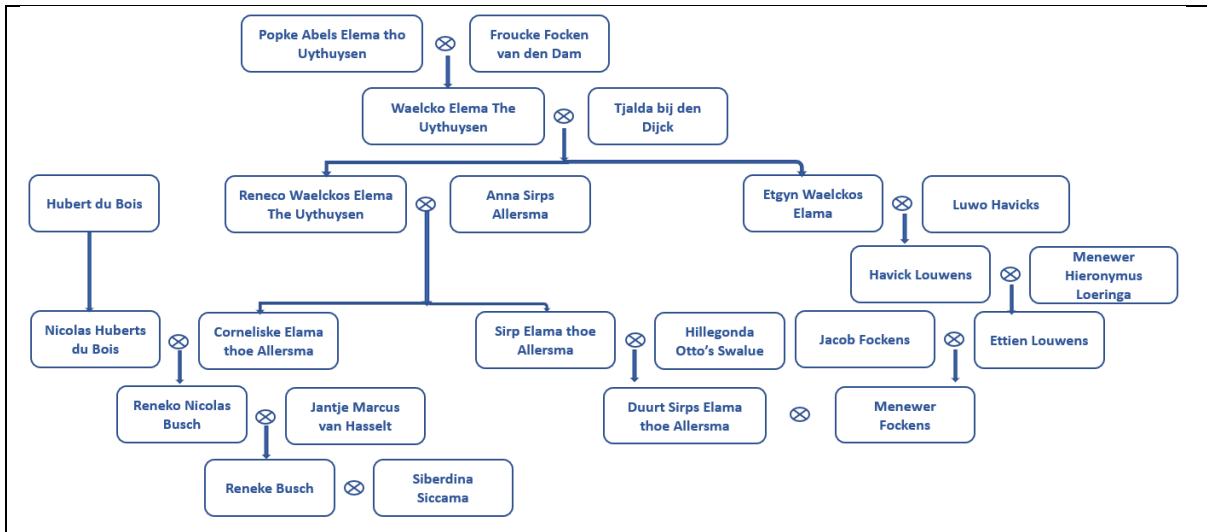 Popke Abels Elema tho
Uythuysen
Froucke Focken
van den Dam
Waelcko Elema The
Uythuysen
Tjalda bij den
Dijck
Hubert du Bois
Reneco Waelckos Elema
The Uythuysen
Anna Sirps
Allersma
Etgyn Waelckos
Elama
Luwo Havicks
Havick Louwens
Menewer
Hieronymus
Loeringa
Nicolas Huberts
du Bois
Corneliske Elama
thoe Allersma
Sirp Elama thoe
Allersma
Hillegonda
Otto's Swalue
Jacob Fockens
Ettien Louwens
Reneko Nicolas
Busch
Jantje Marcus
van Hasselt
Duurt Sirps Elama
thoe Allersma
Menewer
Fockens
Reneke Busch
Siberdina
Siccama